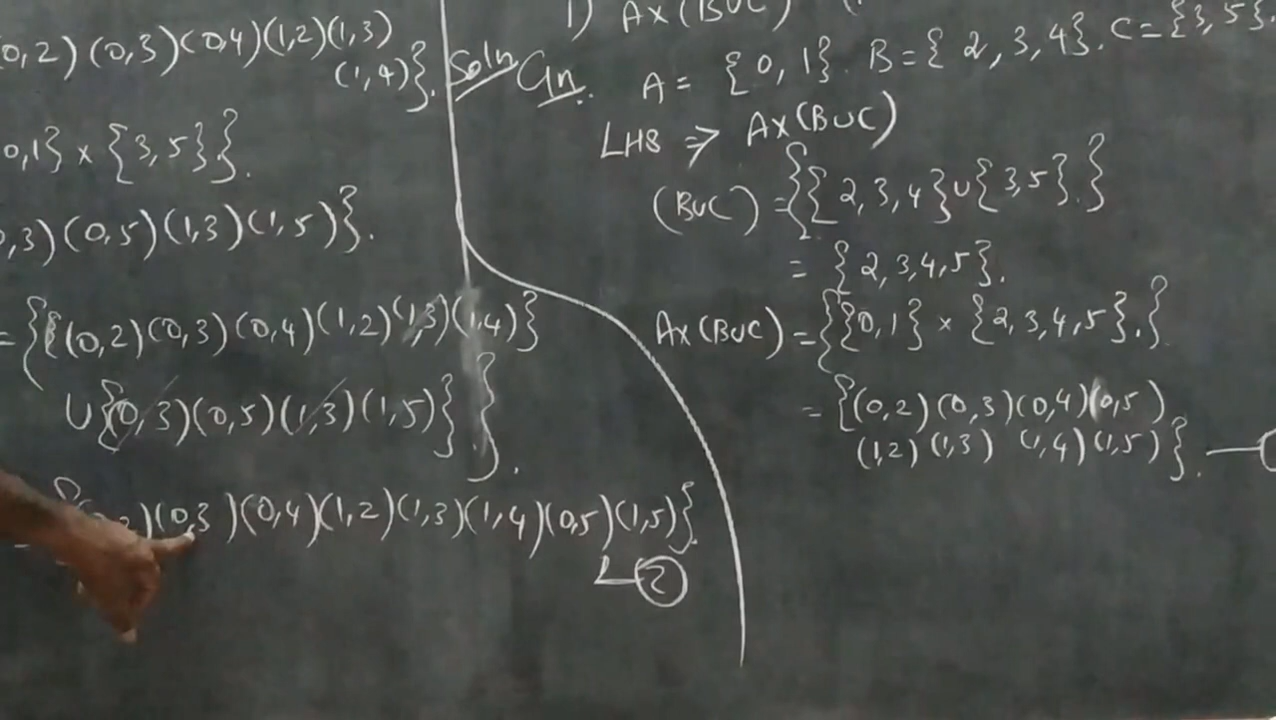 0,2) (0,3) (0,4) (1,2) (1,3)
(1,4)}.
0,1} × {3,5}}.
0,3) (0,5) (1,3) (1,5)}.
= {{(0,2) (0,3) (0,4) (1,2) (1,3) (1,4)}
∪ {0,3) (0,5) (1,3) (1,5)} }.
) (0,3) (0,4) (1,2) (1,3) (1,4) (0,5) (1,5)}.
2
1) A×(B∪C)
Soln Gn. A = {0,1}. B = {2,3,4}. C = {3,5}.
LHS ⇒ A×(B∪C)
(B∪C) = {{2,3,4} ∪ {3,5}.}
= {2,3,4,5}.
A×(B∪C) = {{0,1} × {2,3,4,5}.}
= {(0,2) (0,3) (0,4) (0,5)
(1,2) (1,3) (1,4) (1,5)}.